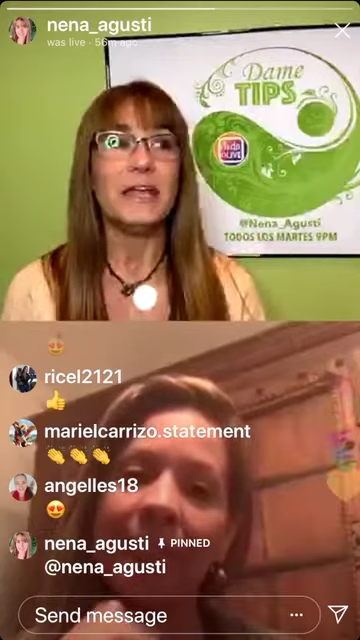 nena_agusti
was live · 56m ago
Dame
TIPS
@Nena_Agusti
TODOS LOS MARTES 9PM
ricel2121
marielcarrizo.statement
angelles18
nena_agusti PINNED
@nena_agusti
Send message